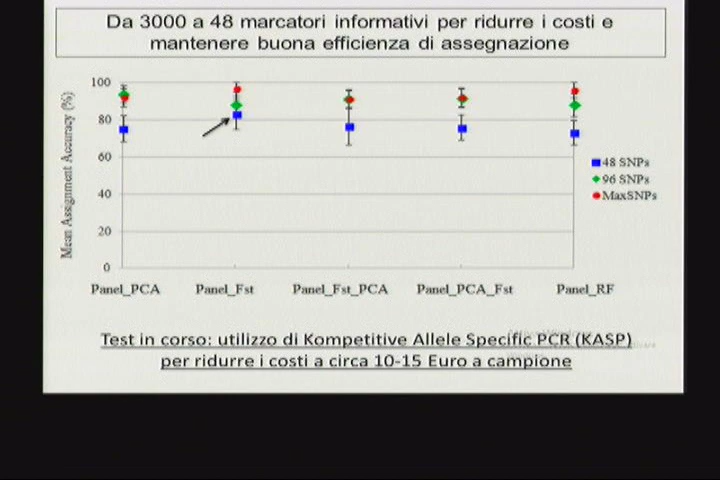 Da 3000 a 48 marcatori informativi per ridurre i costi e
mantenere buona efficienza di assegnazione
Mean Assignment Accuracy (%)
100
80
60
40
20
0
Panel_PCA Panel_Fst Panel_Fst_PCA Panel_PCA_Fst Panel_RF
48 SNPs
96 SNPs
MaxSNPs
Test in corso: utilizzo di Kompetitive Allele Specific PCR (KASP)
per ridurre i costi a circa 10-15 Euro a campione